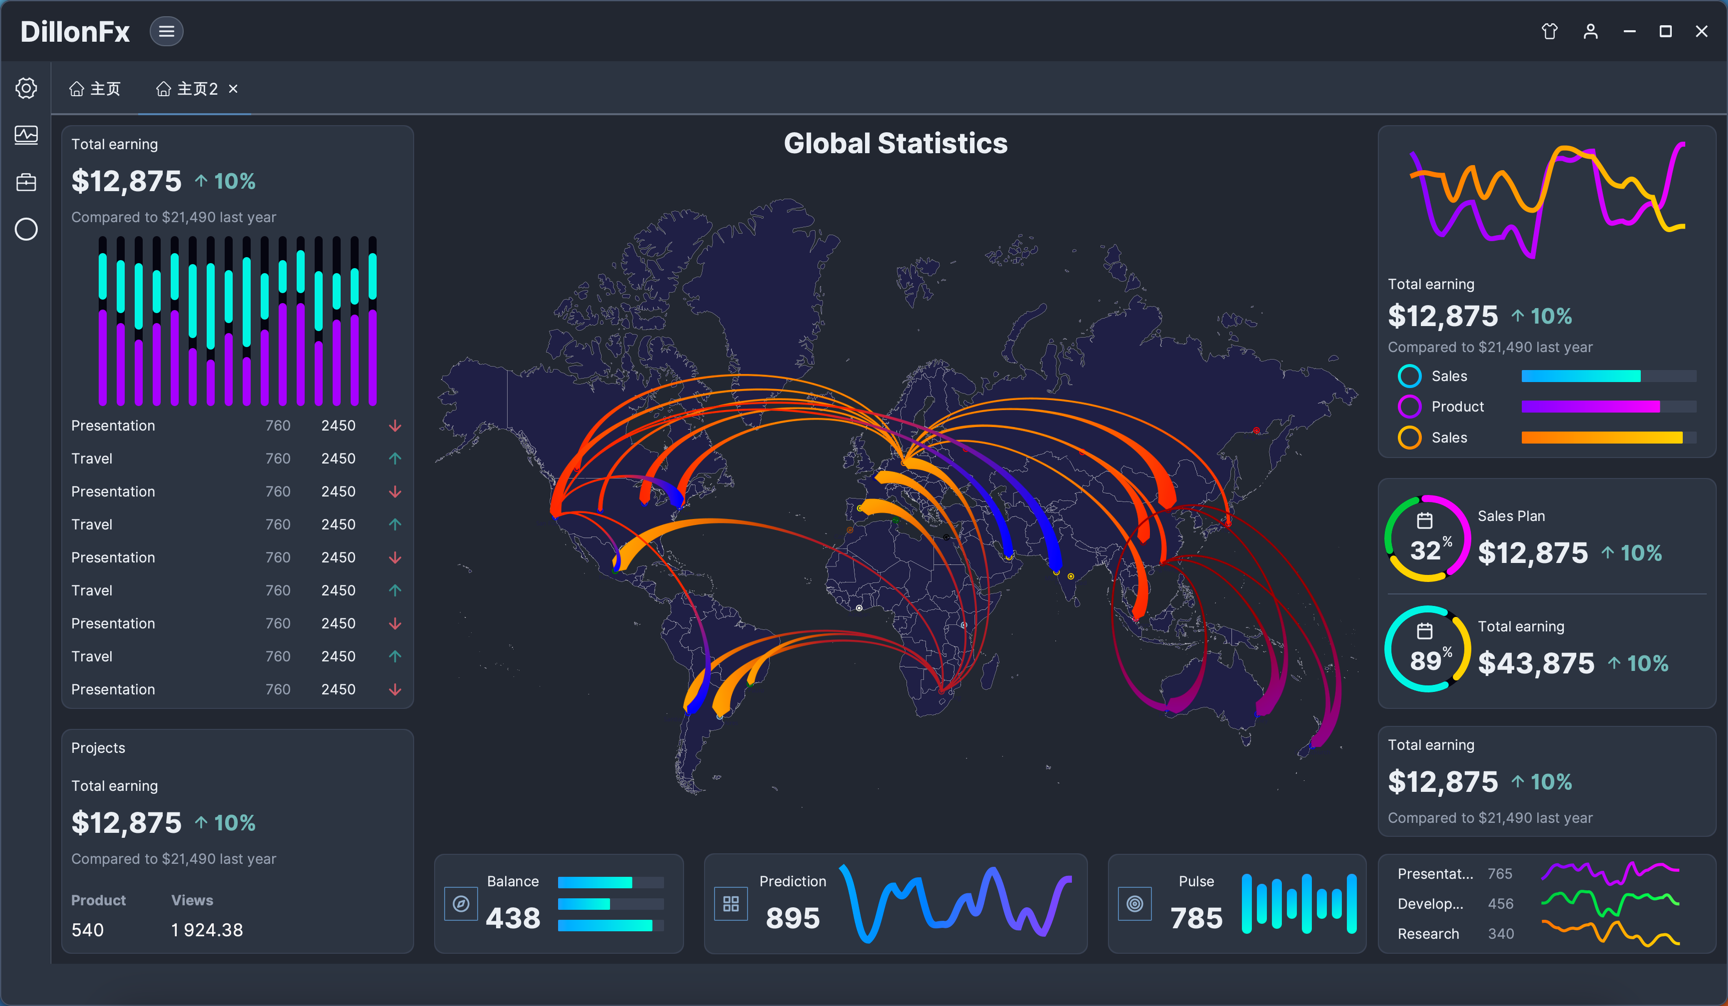 DillonFx
主页
主页2 ×
Total earning
$12,875 ↑ 10%
Compared to $21,490 last year
Presentation 760 2450 ↓
Travel 760 2450 ↑
Presentation 760 2450 ↓
Travel 760 2450 ↑
Presentation 760 2450 ↓
Travel 760 2450 ↑
Presentation 760 2450 ↓
Travel 760 2450 ↑
Presentation 760 2450 ↓
Projects
Total earning
$12,875 ↑ 10%
Compared to $21,490 last year
Product Views
540 1 924.38
Global Statistics
Balance
438
Prediction
895
Pulse
785
Total earning
$12,875 ↑ 10%
Compared to $21,490 last year
Sales
Product
Sales
32%
Sales Plan
$12,875 ↑ 10%
89%
Total earning
$43,875 ↑ 10%
Total earning
$12,875 ↑ 10%
Compared to $21,490 last year
Presentat... 765
Develop... 456
Research 340